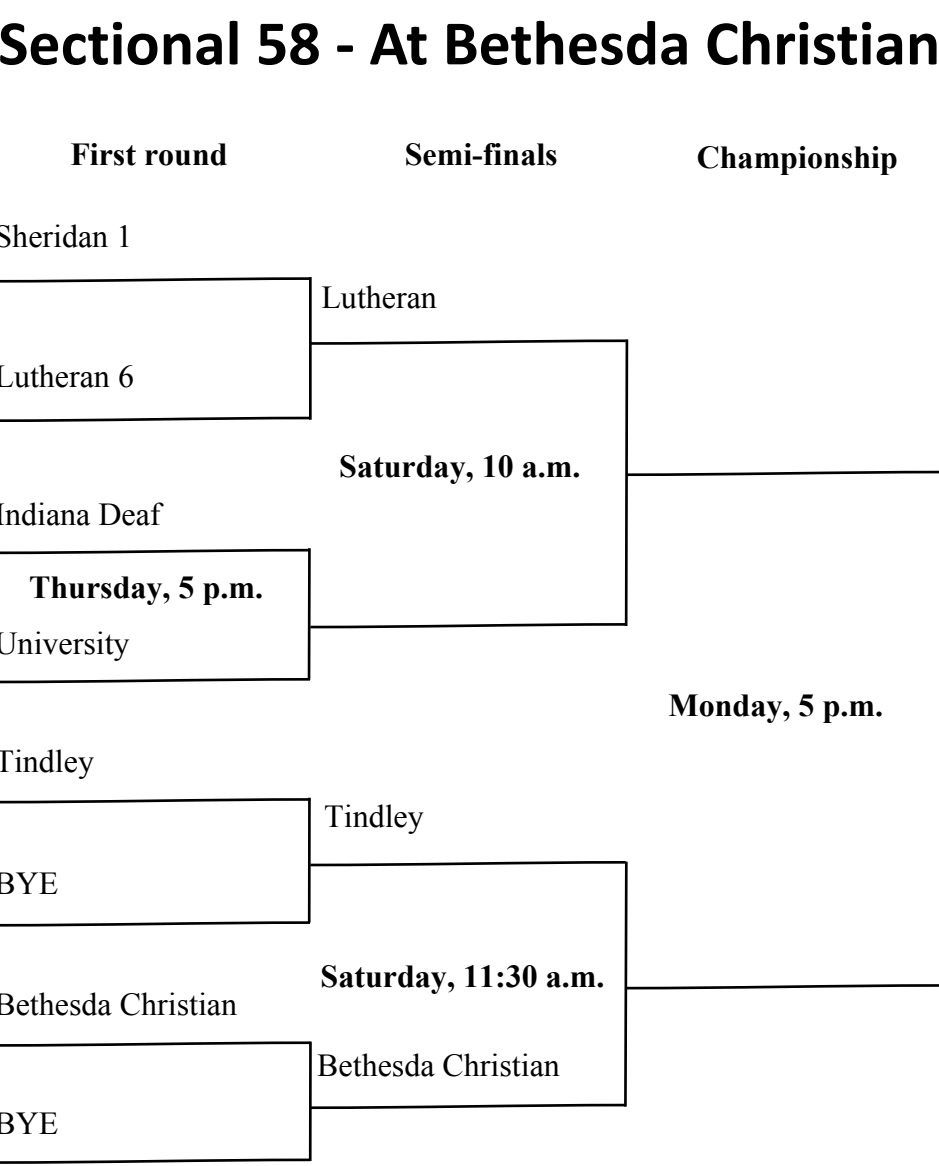 Sectional 58 - At Bethesda Christian
First round Semi-finals Championship
Sheridan 1
Lutheran
Lutheran 6
Saturday, 10 a.m.
Indiana Deaf
Thursday, 5 p.m.
University
Monday, 5 p.m.
Tindley
Tindley
BYE
Saturday, 11:30 a.m.
Bethesda Christian
Bethesda Christian
BYE